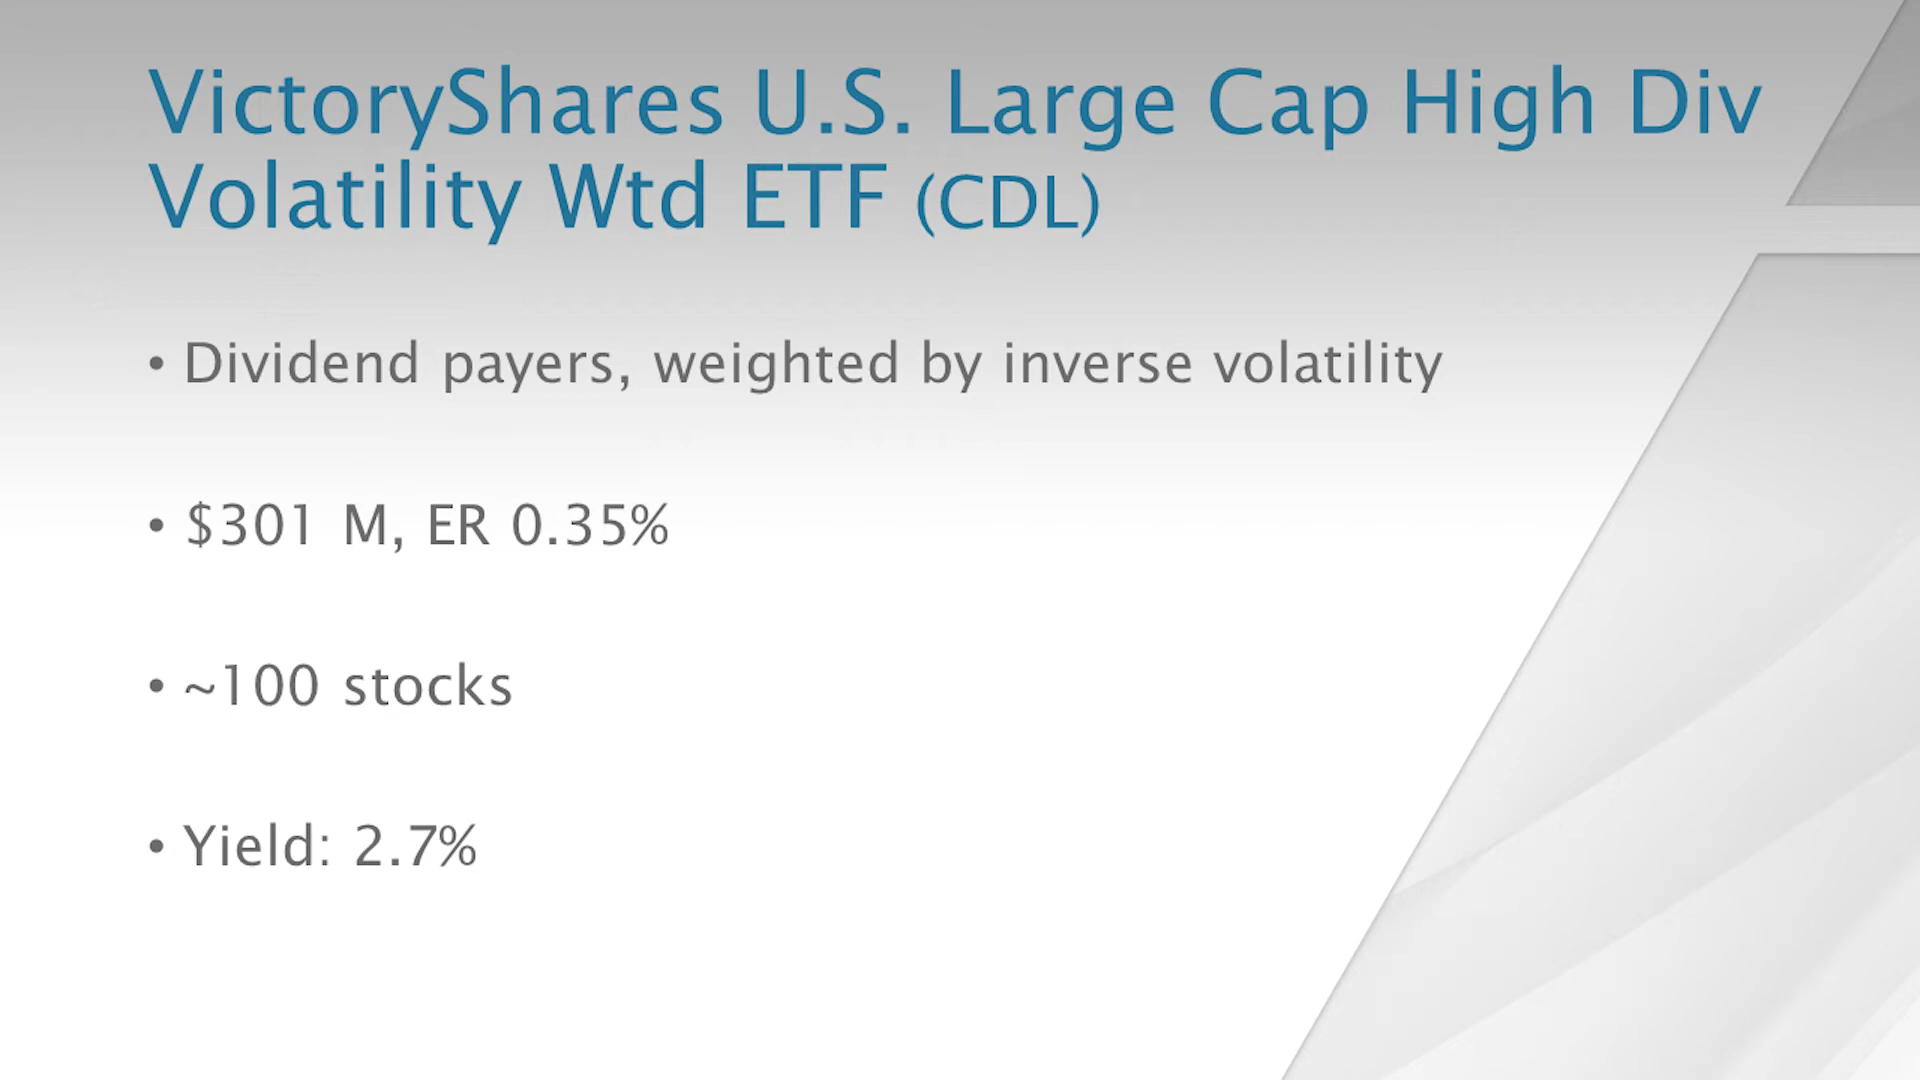 VictoryShares U.S. Large Cap High Div
Volatility Wtd ETF (CDL)
• Dividend payers, weighted by inverse volatility
• $301 M, ER 0.35%
• ~100 stocks
• Yield: 2.7%